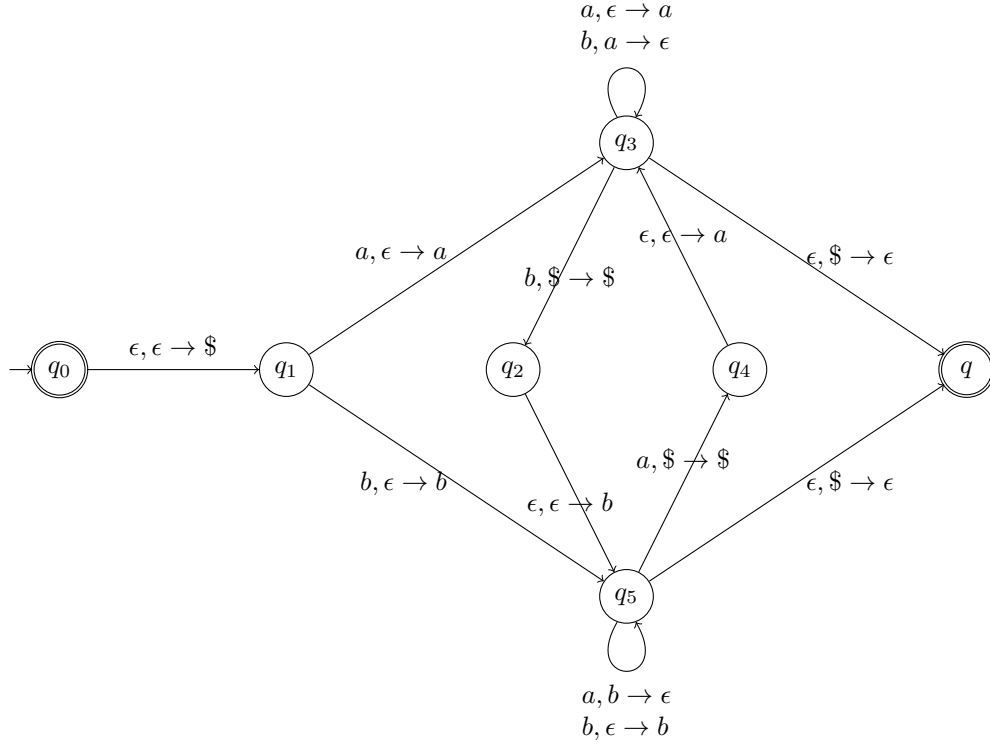 a, ϵ → a
b, a → ϵ
q₃
a, ϵ → a
ϵ, ϵ → a
ϵ, $ → ϵ
b, $ → $
ϵ, ϵ → $
q₀
q₁
q₂
q₄
q
b, ϵ → b
a, $ → $
ϵ, $ → ϵ
ϵ, ϵ → b
q₅
a, b → ϵ
b, ϵ → b